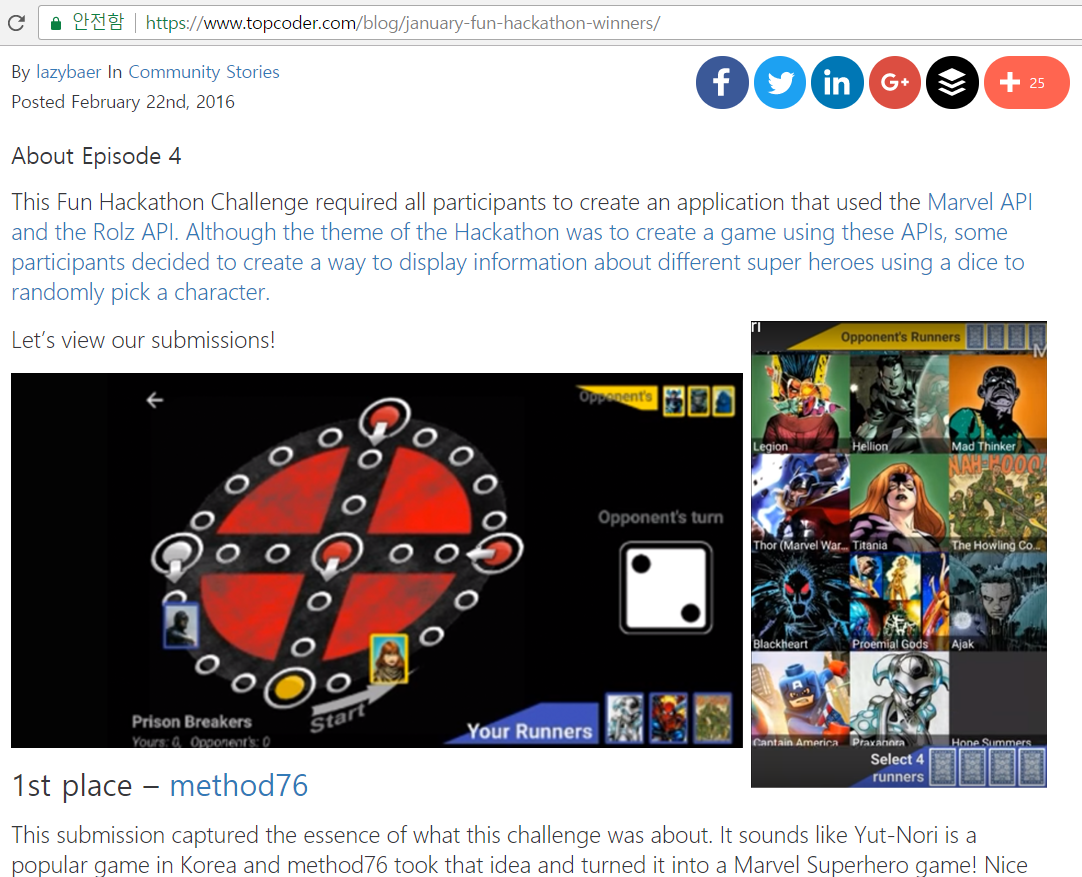 안전함 https://www.topcoder.com/blog/january-fun-hackathon-winners/
By lazybaer In Community Stories
Posted February 22nd, 2016
25
About Episode 4
This Fun Hackathon Challenge required all participants to create an application that used the Marvel API
and the Rolz API. Although the theme of the Hackathon was to create a game using these APIs, some
participants decided to create a way to display information about different super heroes using a dice to
randomly pick a character.
Let’s view our submissions!
Opponent's
Opponent's turn
Start
Prison Breakers
Yours: 0, Opponent's: 0
Your Runners
Opponent's Runners
Legion Hellion Mad Thinker
Thor (Marvel War... Titania The Howling Co...
Blackheart Proemial Gods Ajak
Captain America Praxagora Hope Summers
Select 4
runners
1st place – method76
This submission captured the essence of what this challenge was about. It sounds like Yut-Nori is a
popular game in Korea and method76 took that idea and turned it into a Marvel Superhero game! Nice